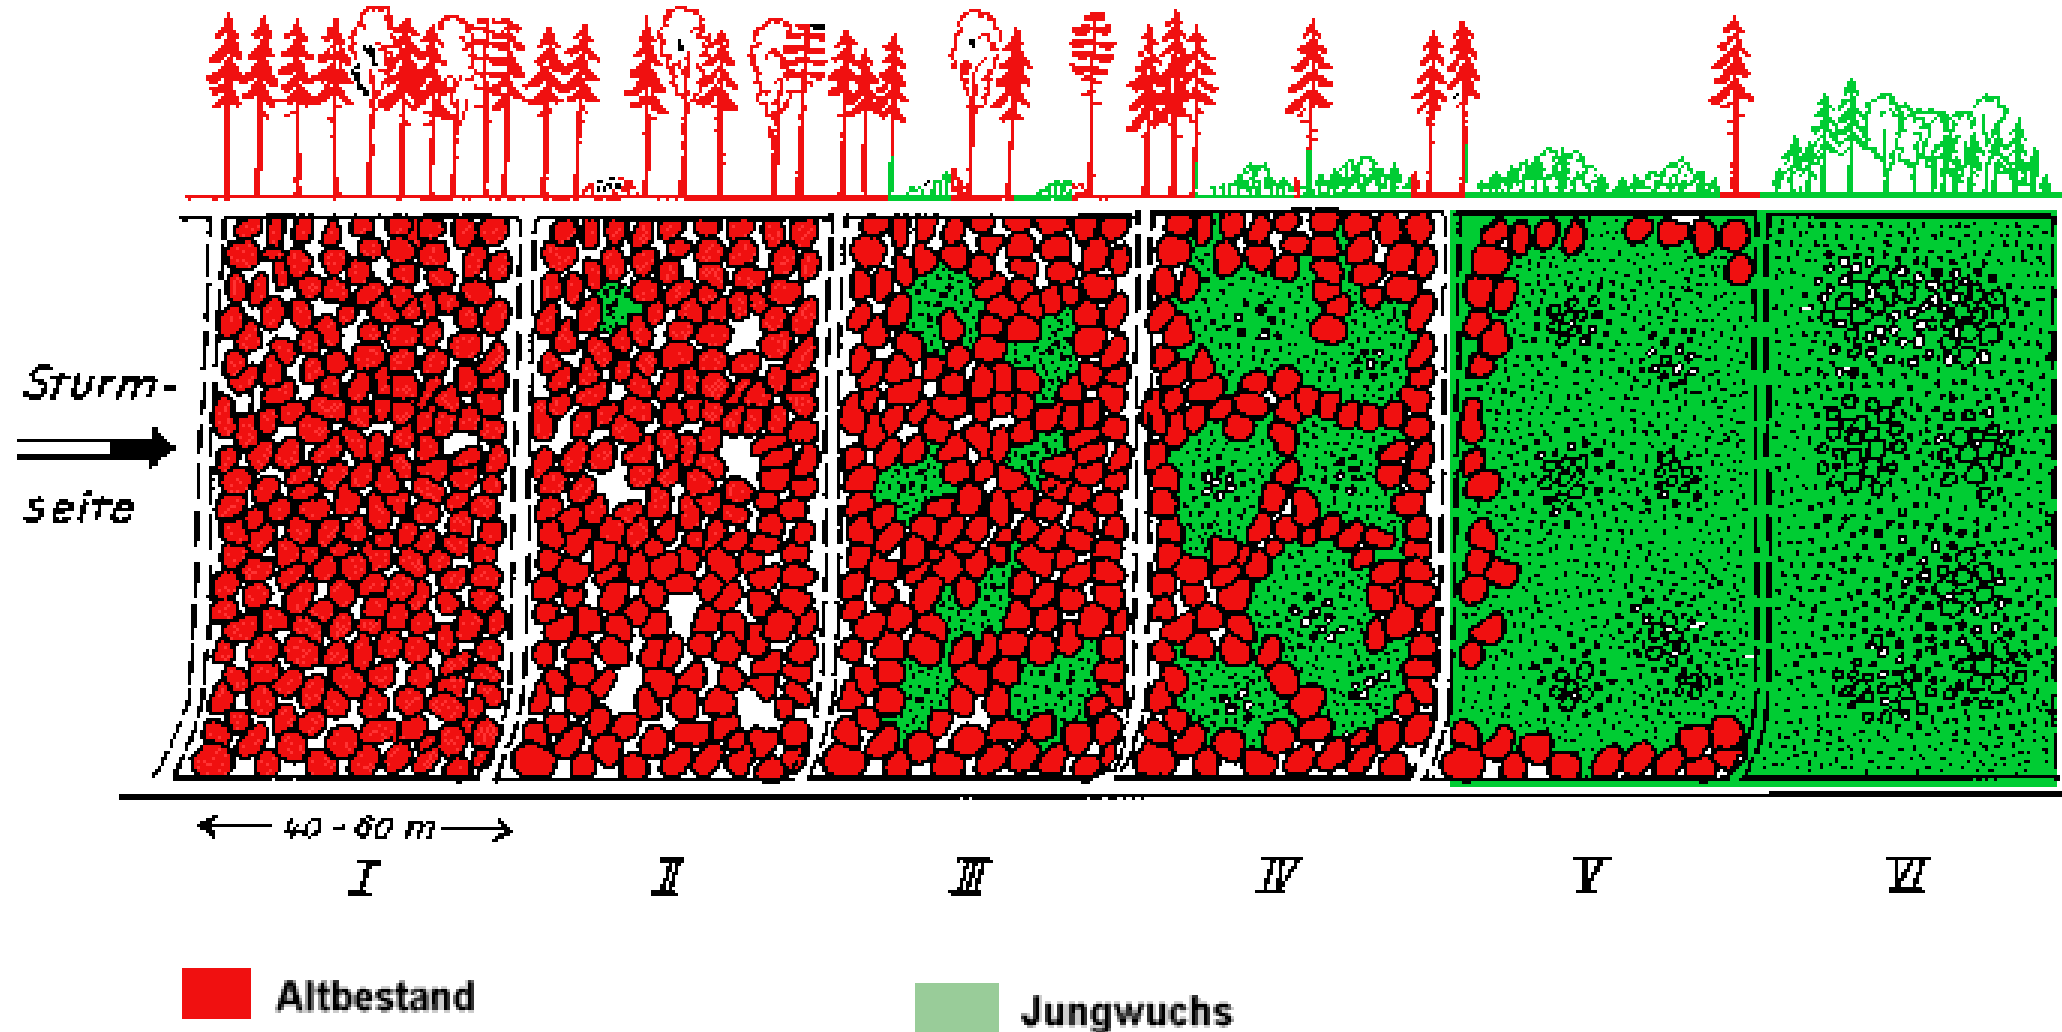 Sturm-
seite
40 - 60 m
I II III IV V VI
Altbestand Jungwuchs